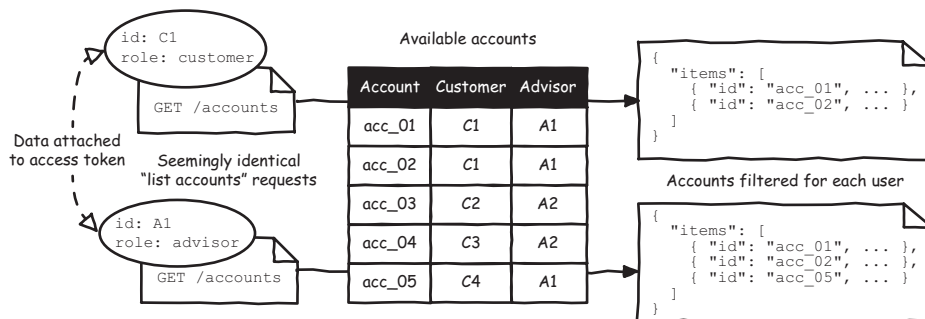 id: C1
role: customer
GET /accounts
Data attached
to access token
Seemingly identical
"list accounts" requests
id: A1
role: advisor
GET /accounts
Available accounts
Account Customer Advisor
acc_01 C1 A1
acc_02 C1 A1
acc_03 C2 A2
acc_04 C3 A2
acc_05 C4 A1
{
"items": [
{ "id": "acc_01", ... },
{ "id": "acc_02", ... }
]
}
Accounts filtered for each user
{
"items": [
{ "id": "acc_01", ... },
{ "id": "acc_02", ... },
{ "id": "acc_05", ... }
]
}